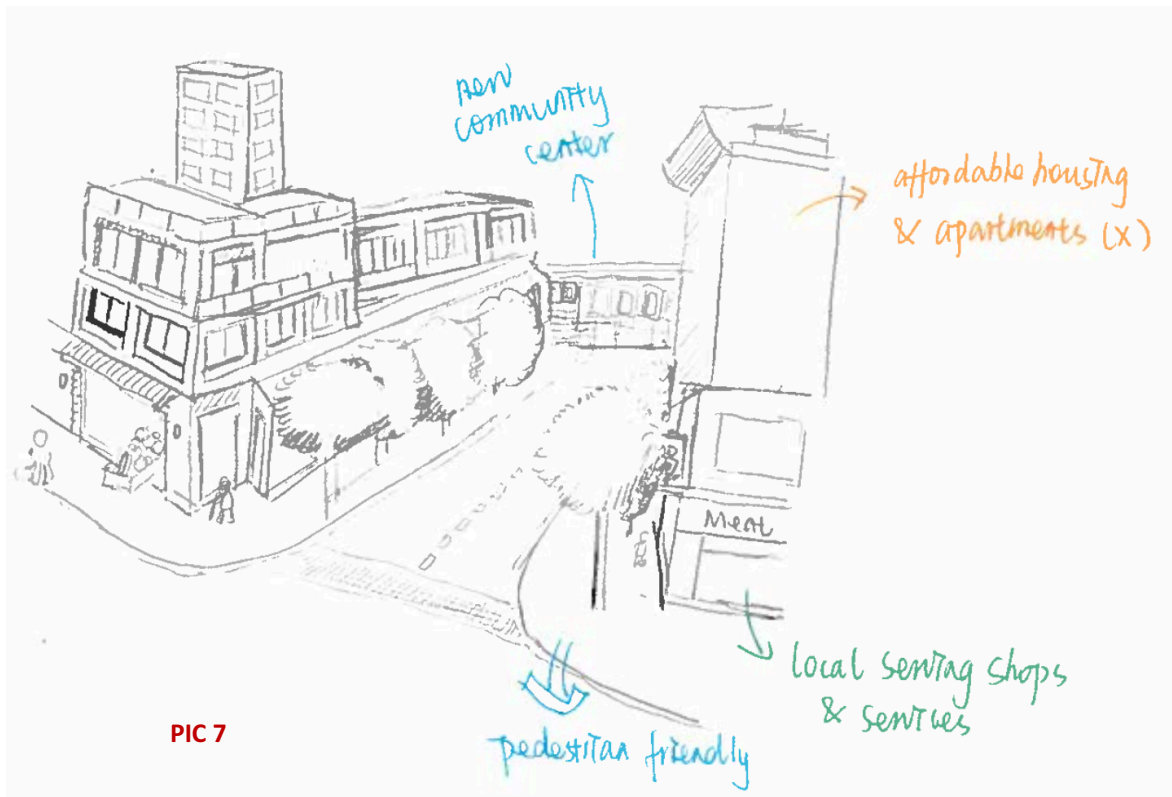 new
community
center
affordable housing
& apartments (x)
Meat
local serving shops
& services
pedestrian friendly
PIC 7